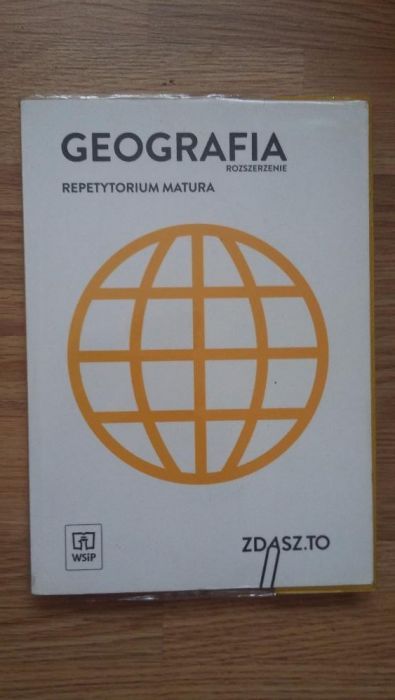 GEOGRAFIA
ROZSZERZENIE
REPETYTORIUM MATURA
WSiP
ZDASZ.TO